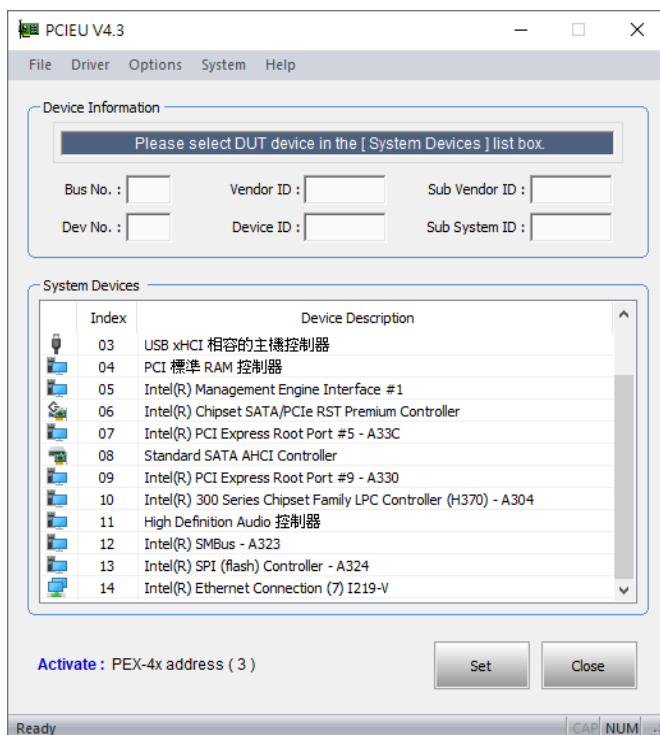 PCIEU V4.3
File Driver Options System Help
Device Information
Please select DUT device in the [ System Devices ] list box.
Bus No. : Vendor ID : Sub Vendor ID :
Dev No. : Device ID : Sub System ID :
System Devices
Index Device Description
03 USB xHCI 相容的主機控制器
04 PCI 標準 RAM 控制器
05 Intel(R) Management Engine Interface #1
06 Intel(R) Chipset SATA/PCIe RST Premium Controller
07 Intel(R) PCI Express Root Port #5 - A33C
08 Standard SATA AHCI Controller
09 Intel(R) PCI Express Root Port #9 - A330
10 Intel(R) 300 Series Chipset Family LPC Controller (H370) - A304
11 High Definition Audio 控制器
12 Intel(R) SMBus - A323
13 Intel(R) SPI (flash) Controller - A324
14 Intel(R) Ethernet Connection (7) I219-V
Activate : PEX-4x address ( 3 ) Set Close
Ready CAP NUM